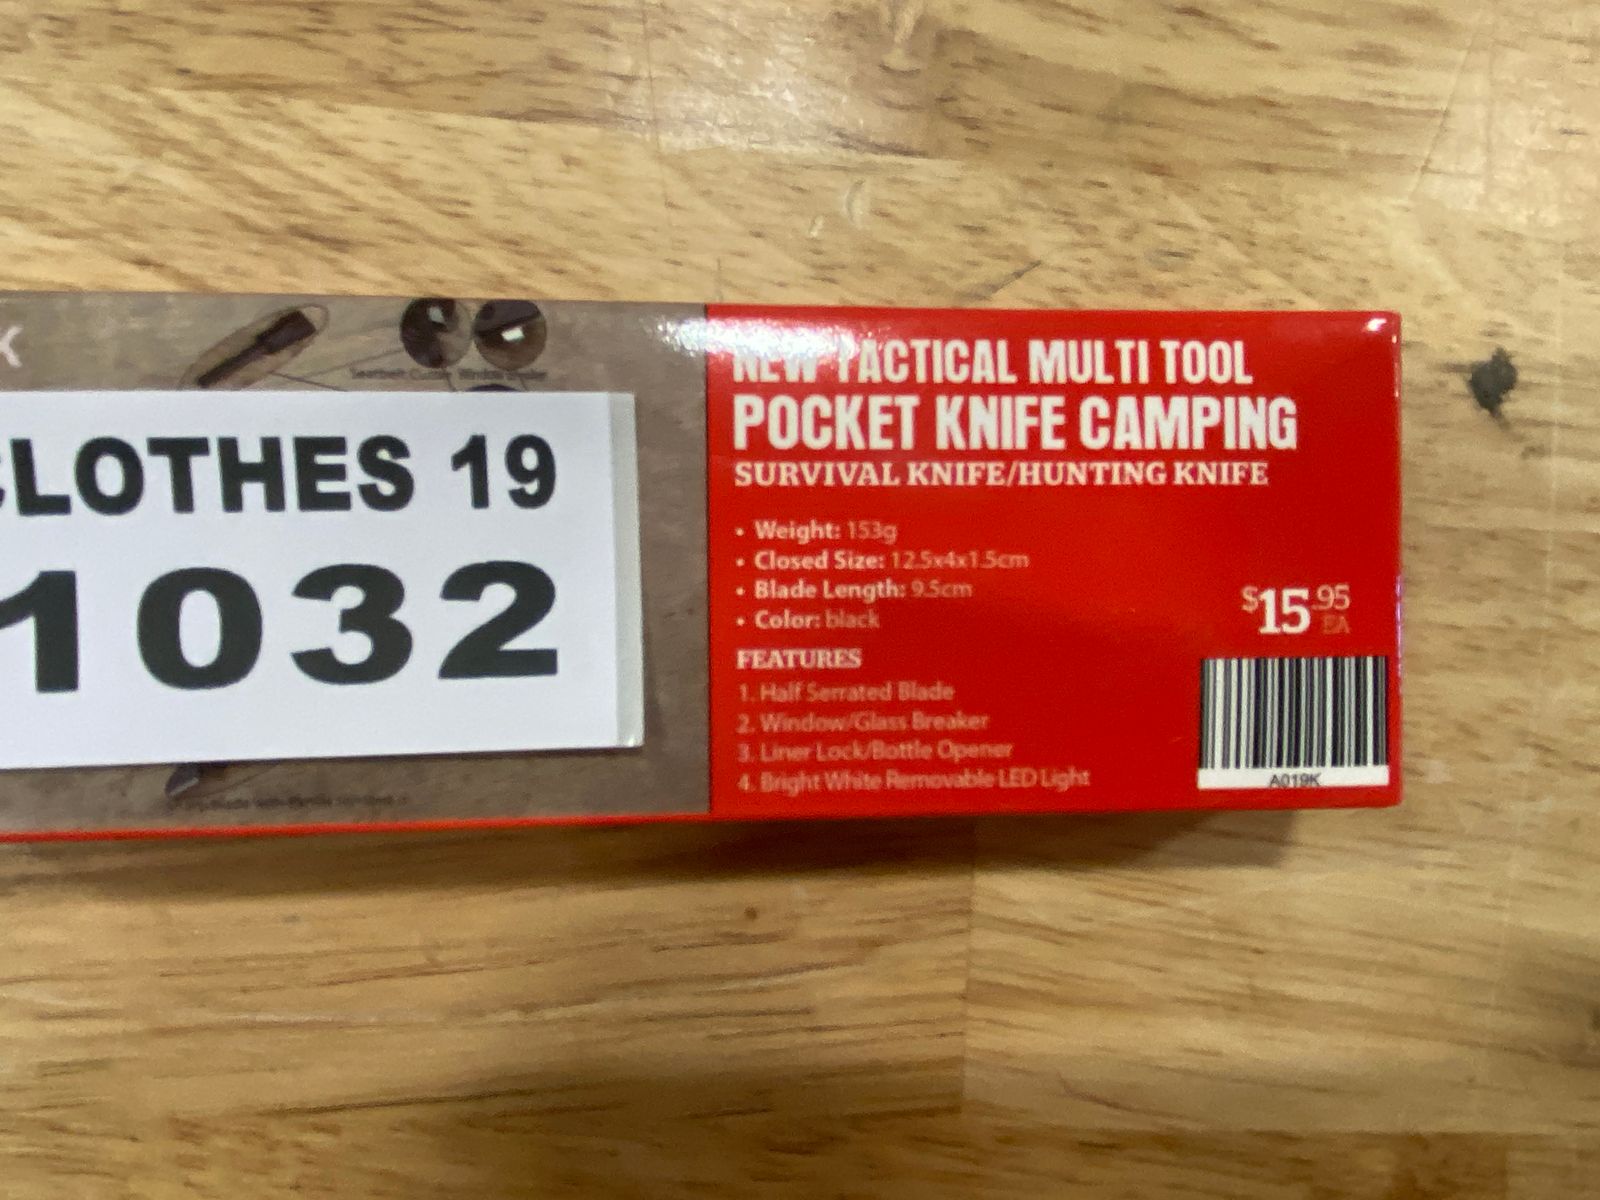 CLOTHES 19
1032
NEW TACTICAL MULTI TOOL
POCKET KNIFE CAMPING
SURVIVAL KNIFE/HUNTING KNIFE
• Weight: 153g
• Closed Size: 12.5x4x1.5cm
• Blade Length: 9.5cm
• Color: black
FEATURES
1. Half Serrated Blade
2. Window/Glass Breaker
3. Liner Lock/Bottle Opener
4. Bright White Removable LED Light
$15.95
EA
A019K